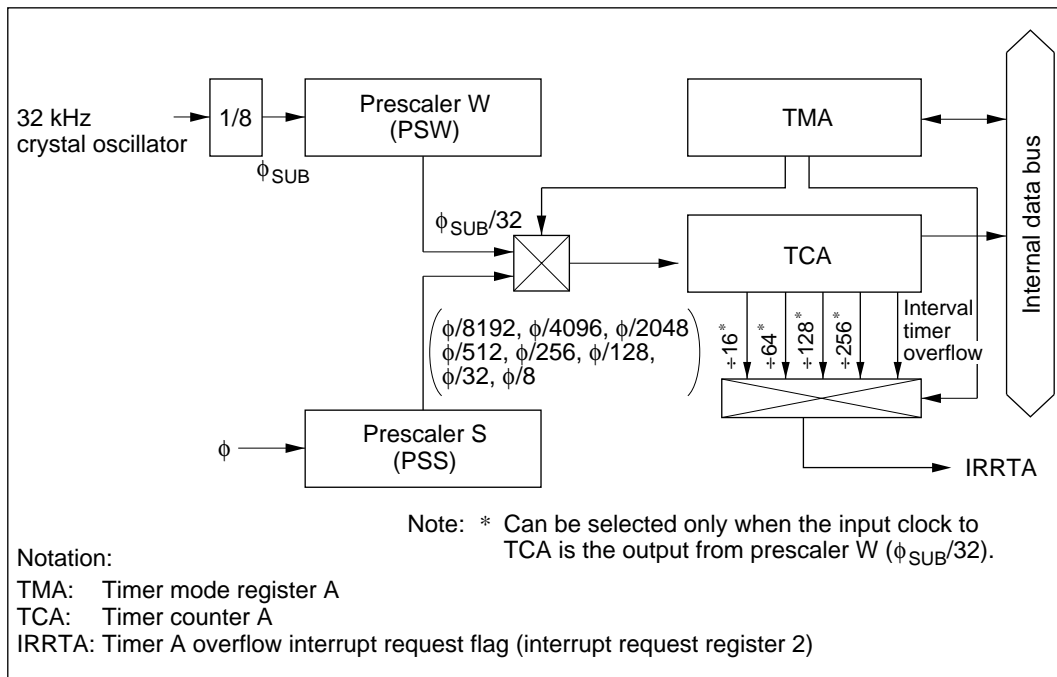 32 kHz
crystal oscillator
1/8
ϕSUB
Prescaler W
(PSW)
TMA
Internal data bus
ϕSUB/32
TCA
÷16*
÷64*
÷128*
÷256*
Interval
timer
overflow
ϕ/8192, ϕ/4096, ϕ/2048
ϕ/512, ϕ/256, ϕ/128,
ϕ/32, ϕ/8
ϕ
Prescaler S
(PSS)
IRRTA
Note: * Can be selected only when the input clock to
TCA is the output from prescaler W (ϕSUB/32).
Notation:
TMA: Timer mode register A
TCA: Timer counter A
IRRTA: Timer A overflow interrupt request flag (interrupt request register 2)